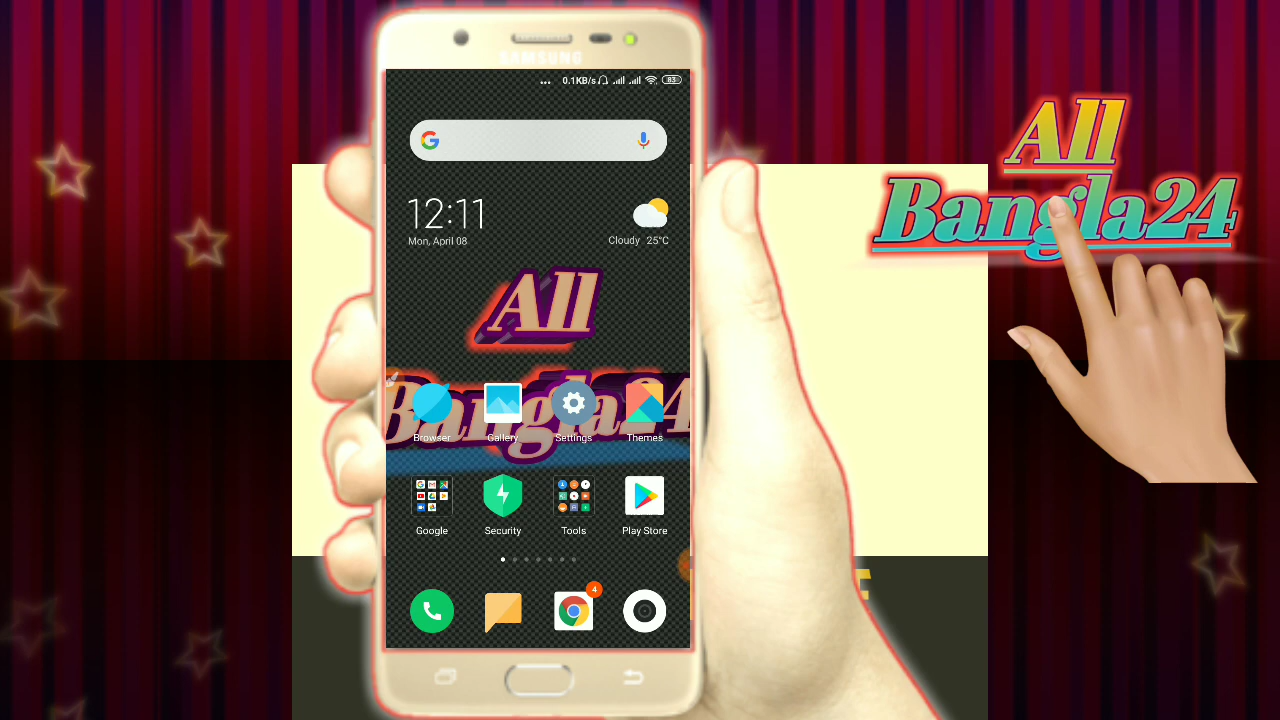 SAMSUNG
... 0.1KB/s 83
12:11
Mon, April 08
Cloudy 25°C
All
Bangla24
All
Bangla24
Browser Gallery Settings Themes
Google Security Tools Play Store
4